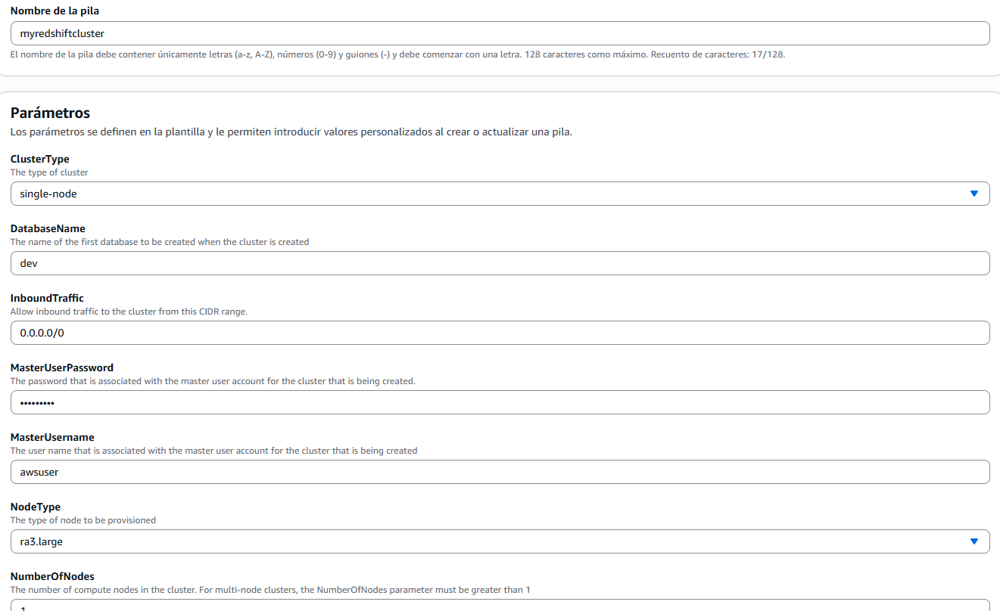 Nombre de la pila
myredshiftcluster
El nombre de la pila debe contener únicamente letras (a-z, A-Z), números (0-9) y guiones (-) y debe comenzar con una letra. 128 caracteres como máximo. Recuento de caracteres: 17/128.
Parámetros
Los parámetros se definen en la plantilla y le permiten introducir valores personalizados al crear o actualizar una pila.
ClusterType
The type of cluster
single-node
DatabaseName
The name of the first database to be created when the cluster is created
dev
InboundTraffic
Allow inbound traffic to the cluster from this CIDR range.
0.0.0.0/0
MasterUserPassword
The password that is associated with the master user account for the cluster that is being created.
•••••••••
MasterUsername
The user name that is associated with the master user account for the cluster that is being created
awsuser
NodeType
The type of node to be provisioned
ra3.large
NumberOfNodes
The number of compute nodes in the cluster. For multi-node clusters, the NumberOfNodes parameter must be greater than 1
1